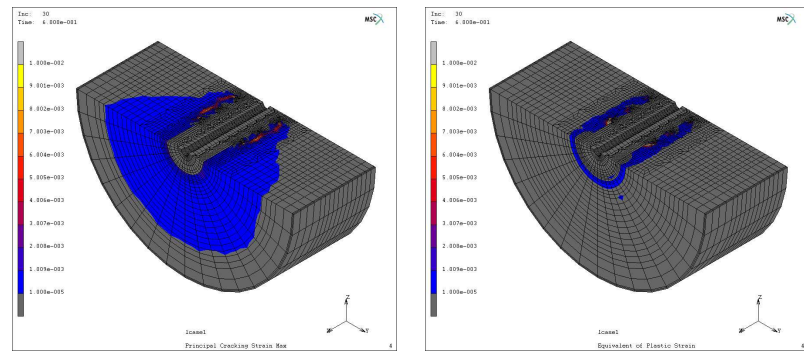 Inc: 30
Time: 6.800e-001
MSC
1.000e-002
9.001e-003
8.002e-003
7.003e-003
6.004e-003
5.005e-003
4.006e-003
3.007e-003
2.008e-003
1.009e-003
1.000e-005
Z
X
Y
lcase1
Principal Cracking Strain Max
4
Inc: 30
Time: 6.800e-001
MSC
1.000e-002
9.001e-003
8.002e-003
7.003e-003
6.004e-003
5.005e-003
4.006e-003
3.007e-003
2.008e-003
1.009e-003
1.000e-005
Z
X
Y
lcase1
Equivalent of Plastic Strain
4